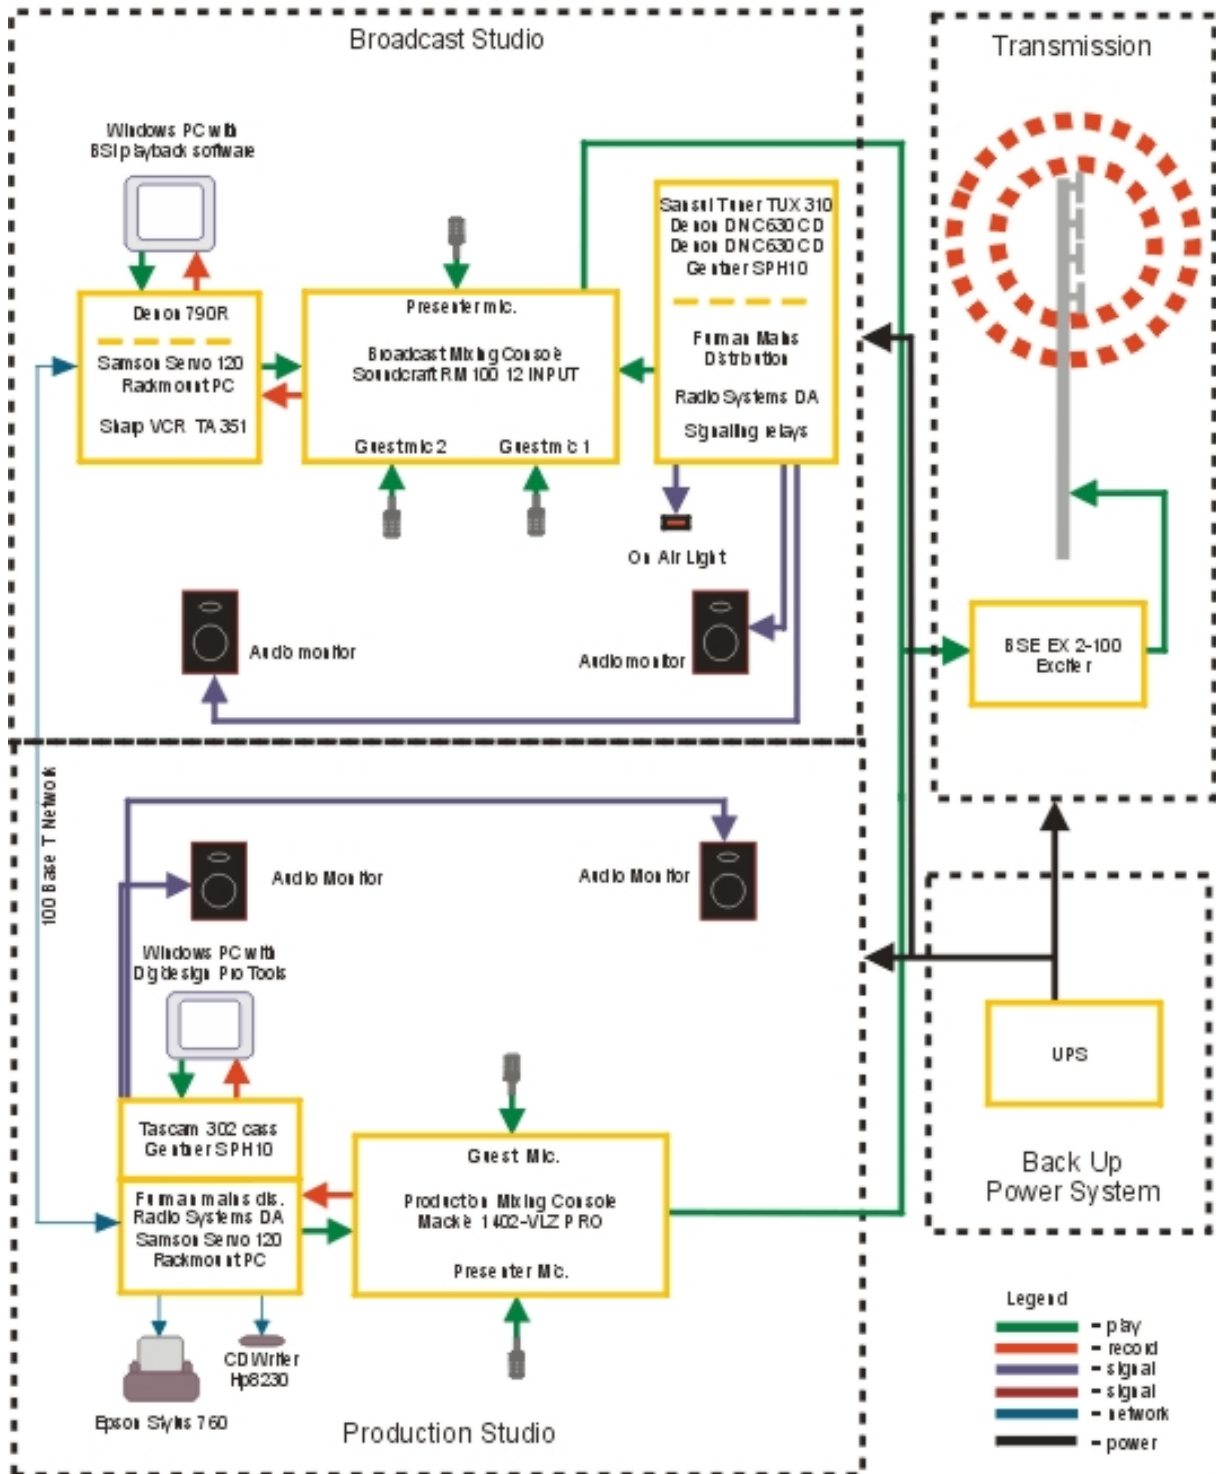 Broadcast Studio
Transmission
Windows PC with
BSI playback software
Sansui Tuner TUX 310
Denon DNC630 CD
Denon DNC630 CD
Gentner SPH10
Denon 790R
Presenter mic.
Furman Mains
Distribution
Samson Servo 120
Rackmount PC
Broadcast Mixing Console
Soundcraft RM 100 12 INPUT
Radio Systems DA
Sharp VCR TA 351
Guest mic 2
Guest mic 1
Signalling relays
On Air Light
Audio monitor
Audio monitor
BSE EX 2-100
Exciter
100 Base T Network
Audio Monitor
Audio Monitor
Windows PC with
Digidesign Pro Tools
UPS
Tascam 302 cass
Gentner SPH10
Guest Mic.
Back Up
Power System
Furman mains dis.
Radio Systems DA
Samson Servo 120
Rackmount PC
Production Mixing Console
Mackie 1402-VLZ PRO
Presenter Mic.
CD Writer
Hp8230
Epson Stylus 760
Production Studio
Legend
- play
- record
- signal
- signal
- network
- power